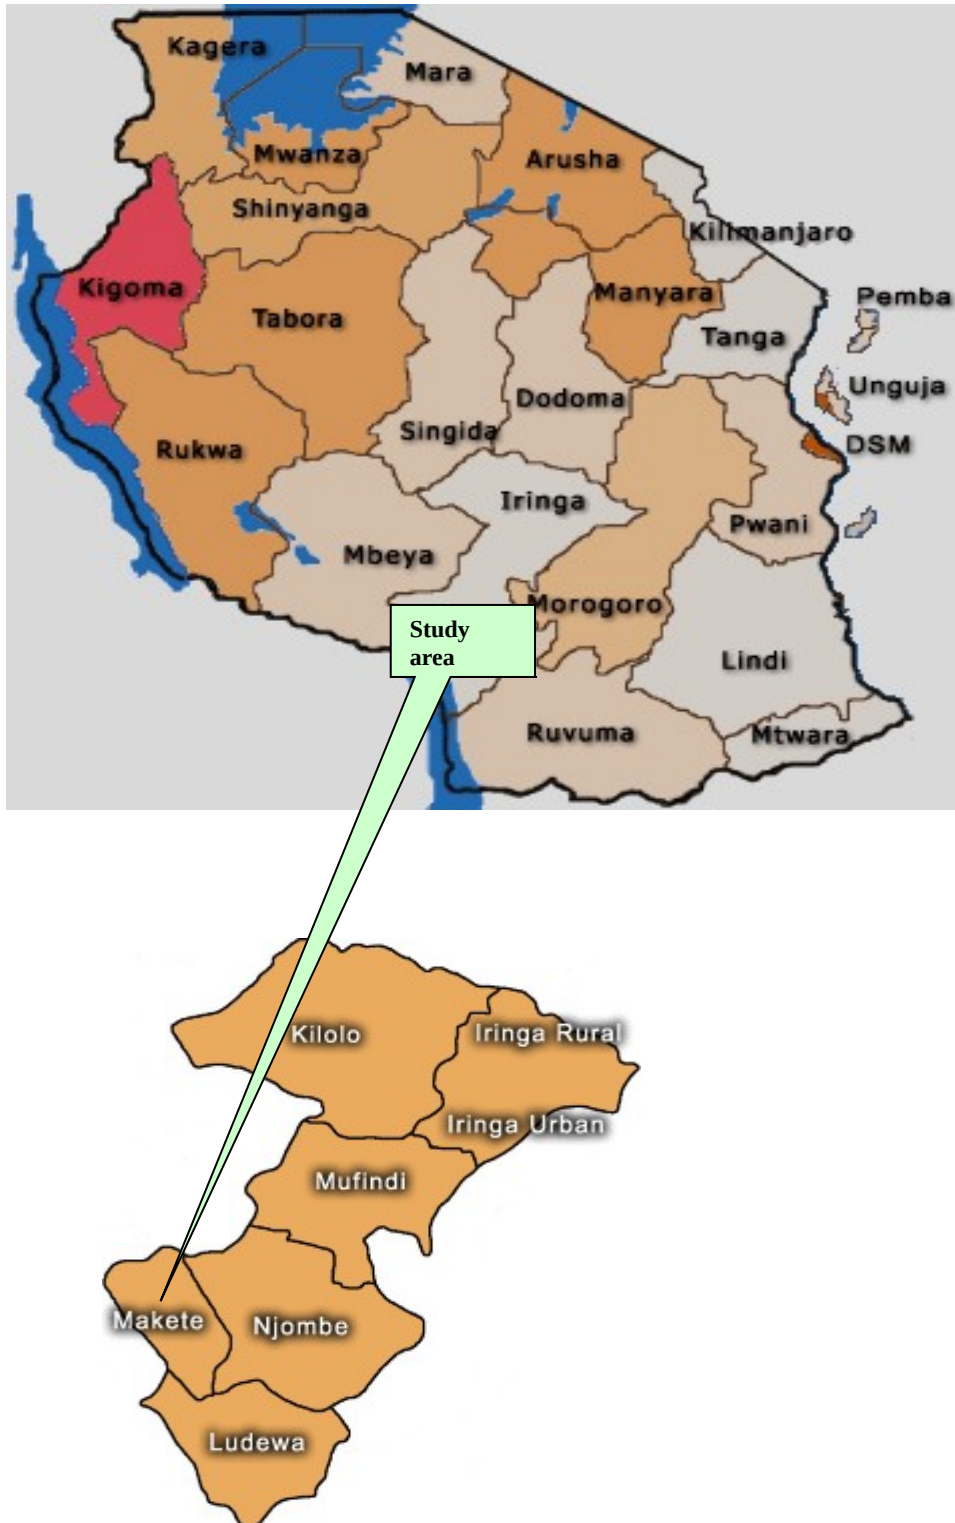 Kagera
Mara
Mwanza
Arusha
Shinyanga
Kilimanjaro
Kigoma
Manyara
Pemba
Tabora
Tanga
Unguja
Dodoma
Singida
DSM
Rukwa
Iringa
Pwani
Mbeya
Morogoro
Study
area
Lindi
Ruvuma
Mtwara
Kilolo
Iringa Rural
Iringa Urban
Mufindi
Makete
Njombe
Ludewa